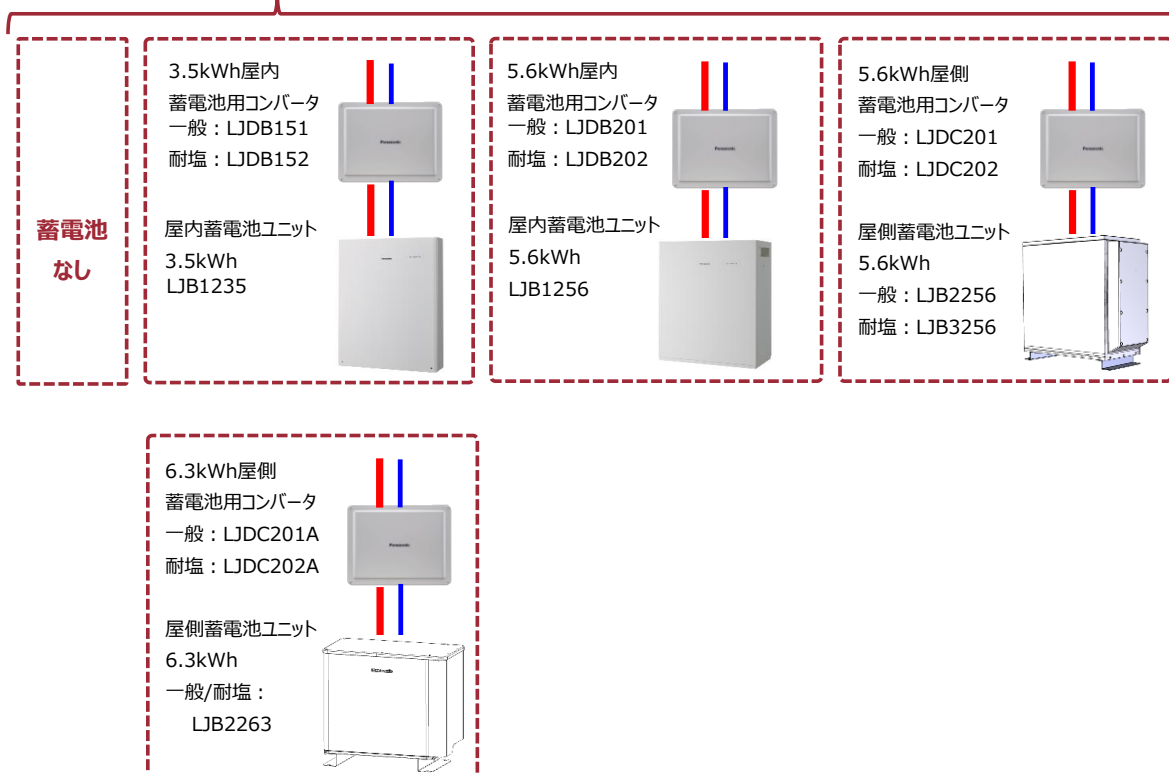 蓄電池
なし
3.5kWh屋内
蓄電池用コンバータ
一般：LJDB151
耐塩：LJDB152
Panasonic
屋内蓄電池ユニット
3.5kWh
LJB1235
5.6kWh屋内
蓄電池用コンバータ
一般：LJDB201
耐塩：LJDB202
Panasonic
屋内蓄電池ユニット
5.6kWh
LJB1256
5.6kWh屋側
蓄電池用コンバータ
一般：LJDC201
耐塩：LJDC202
Panasonic
屋側蓄電池ユニット
5.6kWh
一般：LJB2256
耐塩：LJB3256
6.3kWh屋側
蓄電池用コンバータ
一般：LJDC201A
耐塩：LJDC202A
Panasonic
屋側蓄電池ユニット
6.3kWh
一般/耐塩：
LJB2263